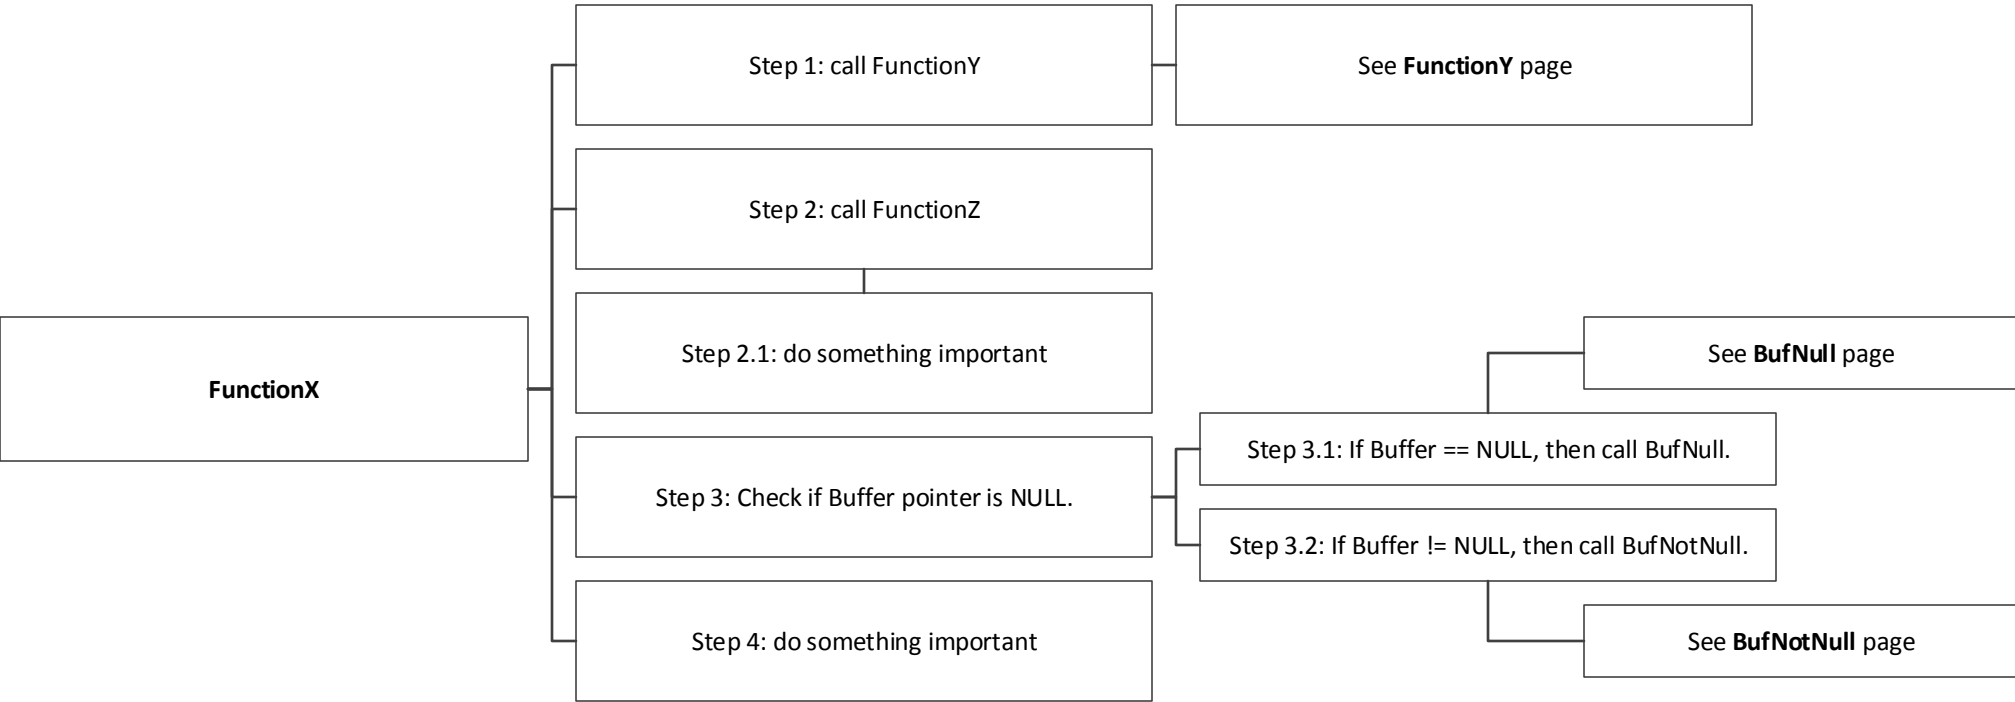 FunctionX
Step 1: call FunctionY
See FunctionY page
Step 2: call FunctionZ
Step 2.1: do something important
Step 3: Check if Buffer pointer is NULL.
See BufNull page
Step 3.1: If Buffer == NULL, then call BufNull.
Step 3.2: If Buffer != NULL, then call BufNotNull.
See BufNotNull page
Step 4: do something important